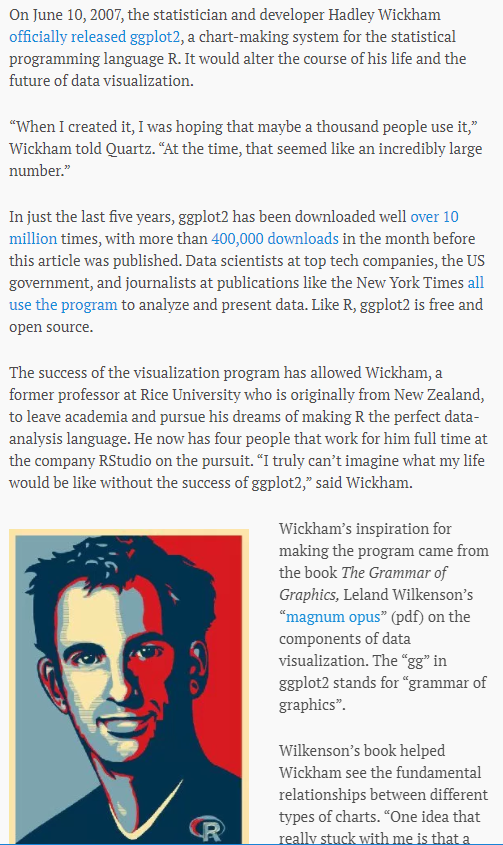 On June 10, 2007, the statistician and developer Hadley Wickham
officially released ggplot2, a chart-making system for the statistical
programming language R. It would alter the course of his life and the
future of data visualization.
“When I created it, I was hoping that maybe a thousand people use it,”
Wickham told Quartz. “At the time, that seemed like an incredibly large
number.”
In just the last five years, ggplot2 has been downloaded well over 10
million times, with more than 400,000 downloads in the month before
this article was published. Data scientists at top tech companies, the US
government, and journalists at publications like the New York Times all
use the program to analyze and present data. Like R, ggplot2 is free and
open source.
The success of the visualization program has allowed Wickham, a
former professor at Rice University who is originally from New Zealand,
to leave academia and pursue his dreams of making R the perfect data-
analysis language. He now has four people that work for him full time at
the company RStudio on the pursuit. “I truly can’t imagine what my life
would be like without the success of ggplot2,” said Wickham.
Wickham’s inspiration for
making the program came from
the book The Grammar of
Graphics, Leland Wilkenson’s
“magnum opus” (pdf) on the
components of data
visualization. The “gg” in
ggplot2 stands for “grammar of
graphics”.
Wilkenson’s book helped
Wickham see the fundamental
relationships between different
types of charts. “One idea that
really stuck with me is that a
R